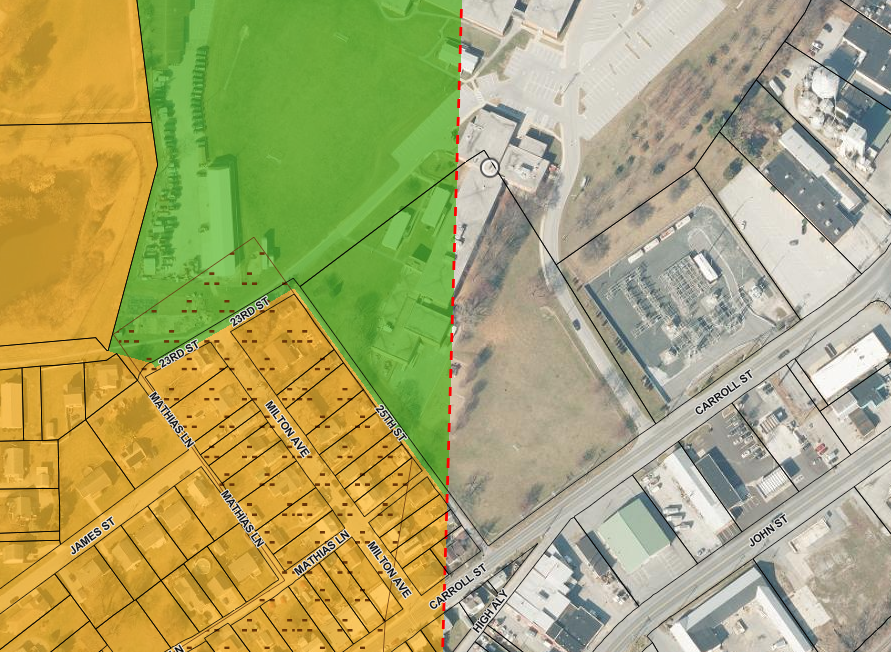 23RD ST
23RD ST
CARROLL ST
MATHIAS LN
MILTON AVE
25TH ST
MATHIAS LN
JAMES ST
JOHN ST
MATHIAS LN
MILTON AVE
CARROLL ST
HIGH ALY
LN